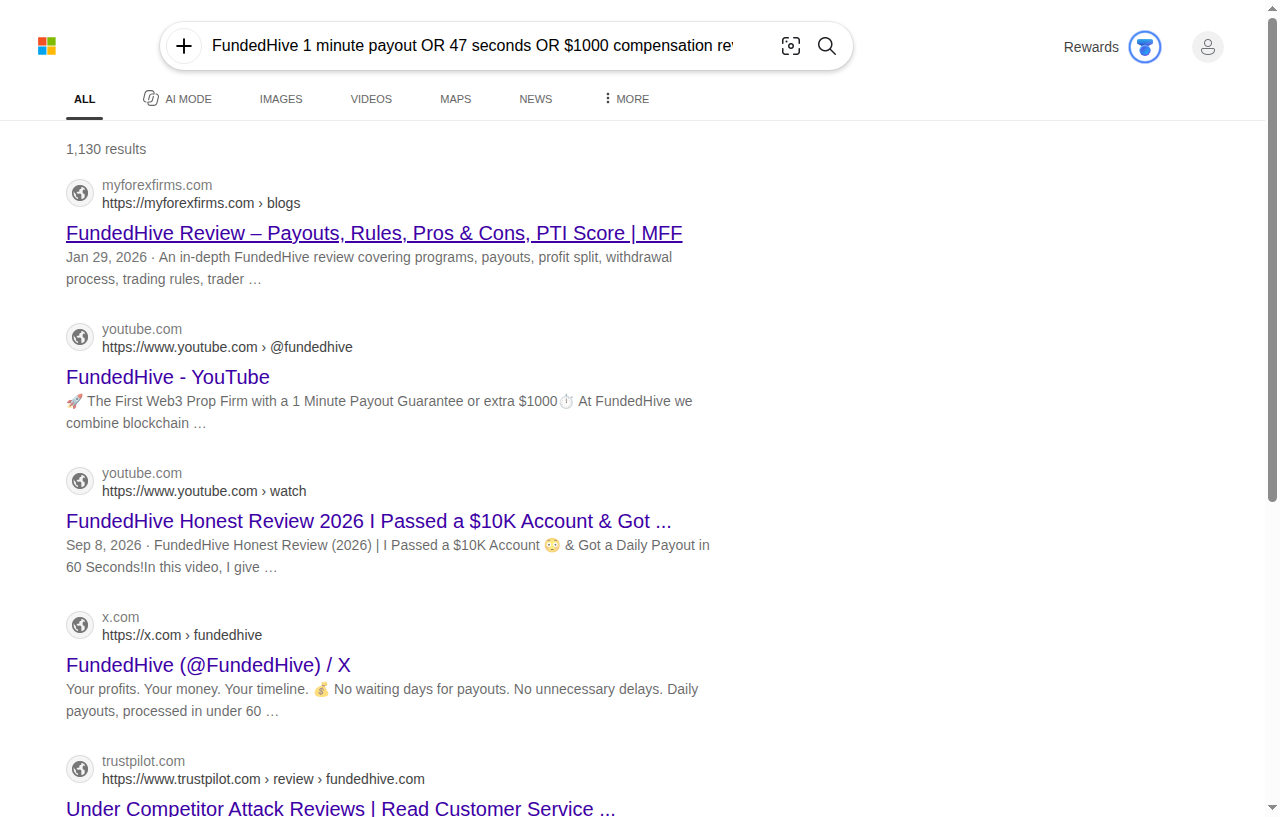 FundedHive 1 minute payout OR 47 seconds OR $1000 compensation rev
Rewards
ALL
AI MODE
IMAGES
VIDEOS
MAPS
NEWS
MORE
1,130 results
myforexfirms.com
https://myforexfirms.com › blogs
FundedHive Review – Payouts, Rules, Pros & Cons, PTI Score | MFF
Jan 29, 2026 · An in-depth FundedHive review covering programs, payouts, profit split, withdrawal
process, trading rules, trader …
youtube.com
https://www.youtube.com › @fundedhive
FundedHive - YouTube
🚀 The First Web3 Prop Firm with a 1 Minute Payout Guarantee or extra $1000⏱️ At FundedHive we
combine blockchain …
youtube.com
https://www.youtube.com › watch
FundedHive Honest Review 2026 I Passed a $10K Account & Got ...
Sep 8, 2026 · FundedHive Honest Review (2026) | I Passed a $10K Account 😳 & Got a Daily Payout in
60 Seconds!In this video, I give …
x.com
https://x.com › fundedhive
FundedHive (@FundedHive) / X
Your profits. Your money. Your timeline. 💰 No waiting days for payouts. No unnecessary delays. Daily
payouts, processed in under 60 …
trustpilot.com
https://www.trustpilot.com › review › fundedhive.com
Under Competitor Attack Reviews | Read Customer Service ...